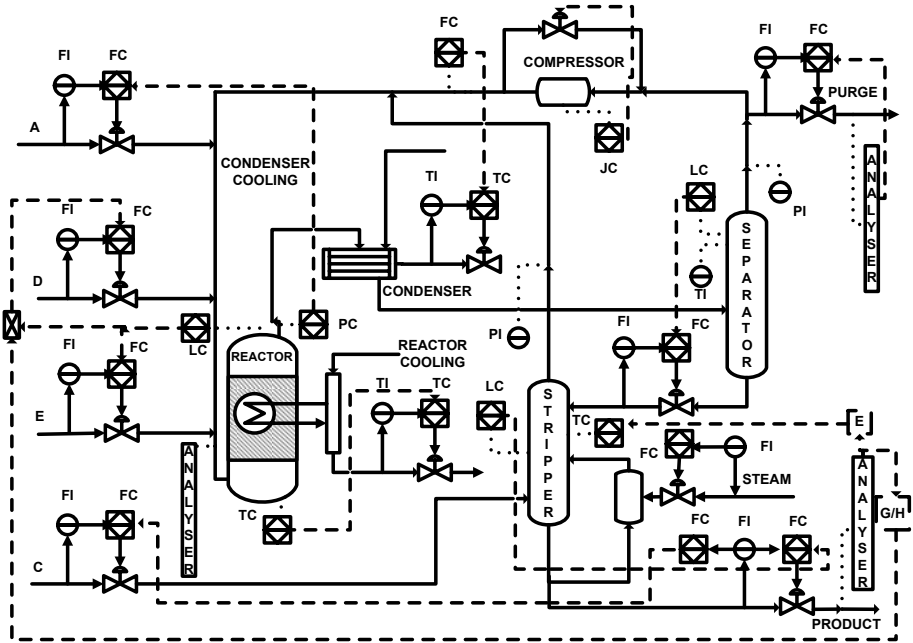 FC
COMPRESSOR
FI
FC
PURGE
FI
FC
A
CONDENSER
COOLING
TI
TC
JC
LC
PI
ANALYSER
FI
FC
D
CONDENSER
TI
SEPARATOR
LC
PC
PI
FI
FC
REACTOR
REACTOR
COOLING
FI
FC
E
TI
TC
LC
STRIPPER
TC
E
FC
FI
STEAM
ANALYSER
TC
ANALYSER
G/H
FI
FC
C
FC
FI
FC
PRODUCT